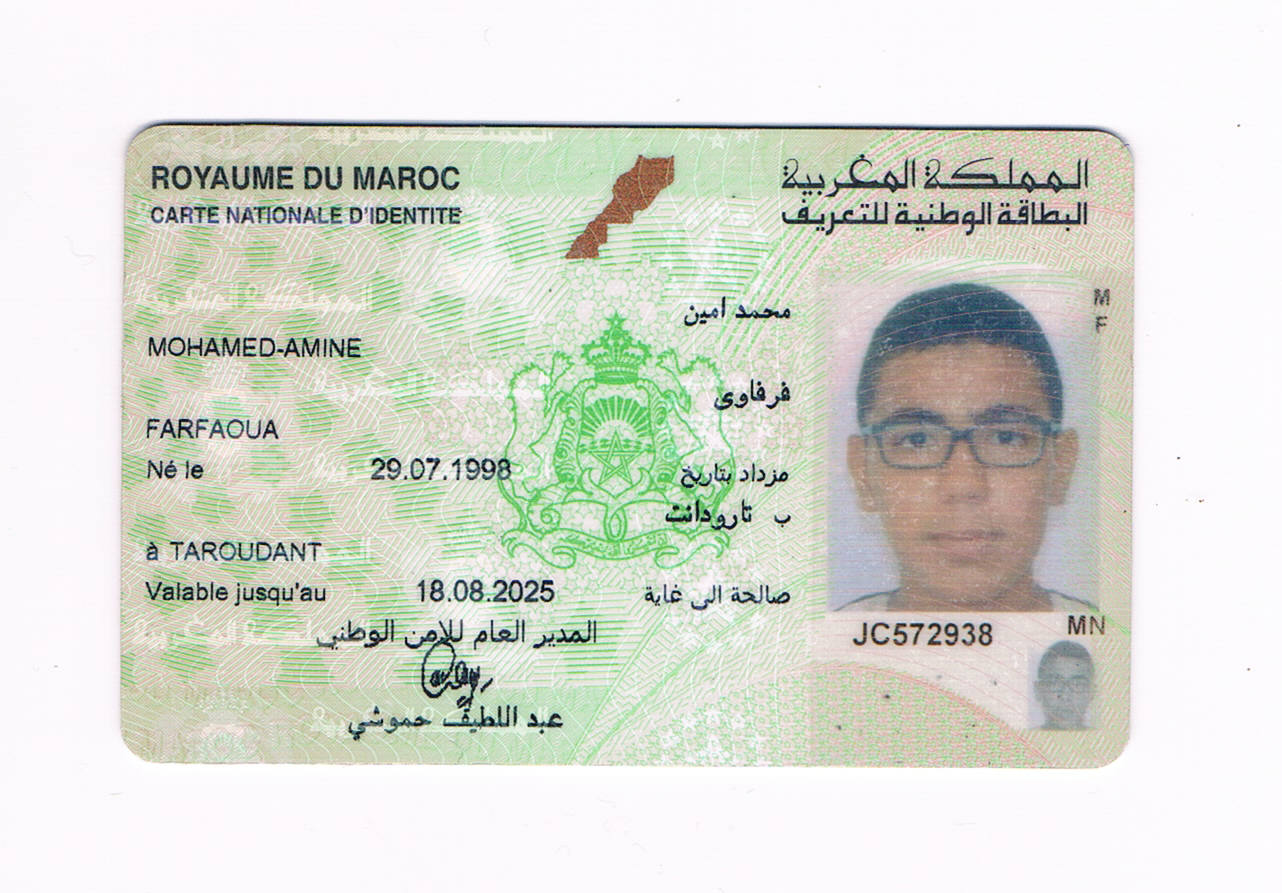 ROYAUME DU MAROC
المملكة المغربية
CARTE NATIONALE D'IDENTITE
البطاقة الوطنية للتعريف
M
F
محمد امين
MOHAMED-AMINE
فرفاوى
FARFAOUA
Né le 29.07.1998 مزداد بتاريخ
ب تارودانت
à TAROUDANT
Valable jusqu'au 18.08.2025 صالحة الى غاية
المدير العام للامن الوطني
JC572938 MN
عبد اللطيف حموشي